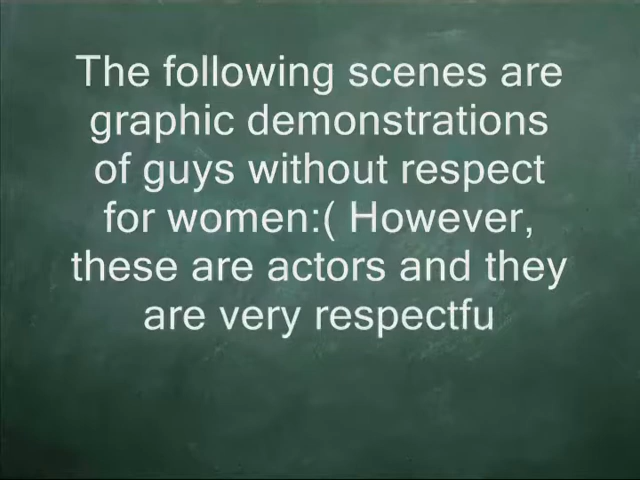 The following scenes are
graphic demonstrations
of guys without respect
for women:( However,
these are actors and they
are very respectfu